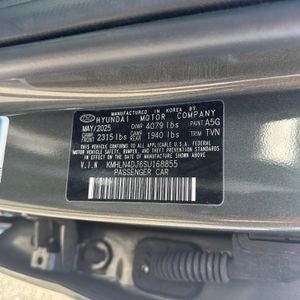 MANUFACTURED IN KOREA BY
HYUNDAI MOTOR COMPANY
MAY/2025 GVWR 4079 lbs PAINT A5G
GAWR FRONT 2315 lbs GAWR REAR 1940 lbs TRIM TVN
THIS VEHICLE CONFORMS TO ALL APPLICABLE
U.S.A. FEDERAL MOTOR VEHICLE SAFETY, BUMPER,
AND THEFT PREVENTION STANDARDS
IN EFFECT ON THE DATE OF
MANUFACTURE SHOWN ABOVE
V.I.N KMHLN4DJ6SU168855
PASSENGER CAR